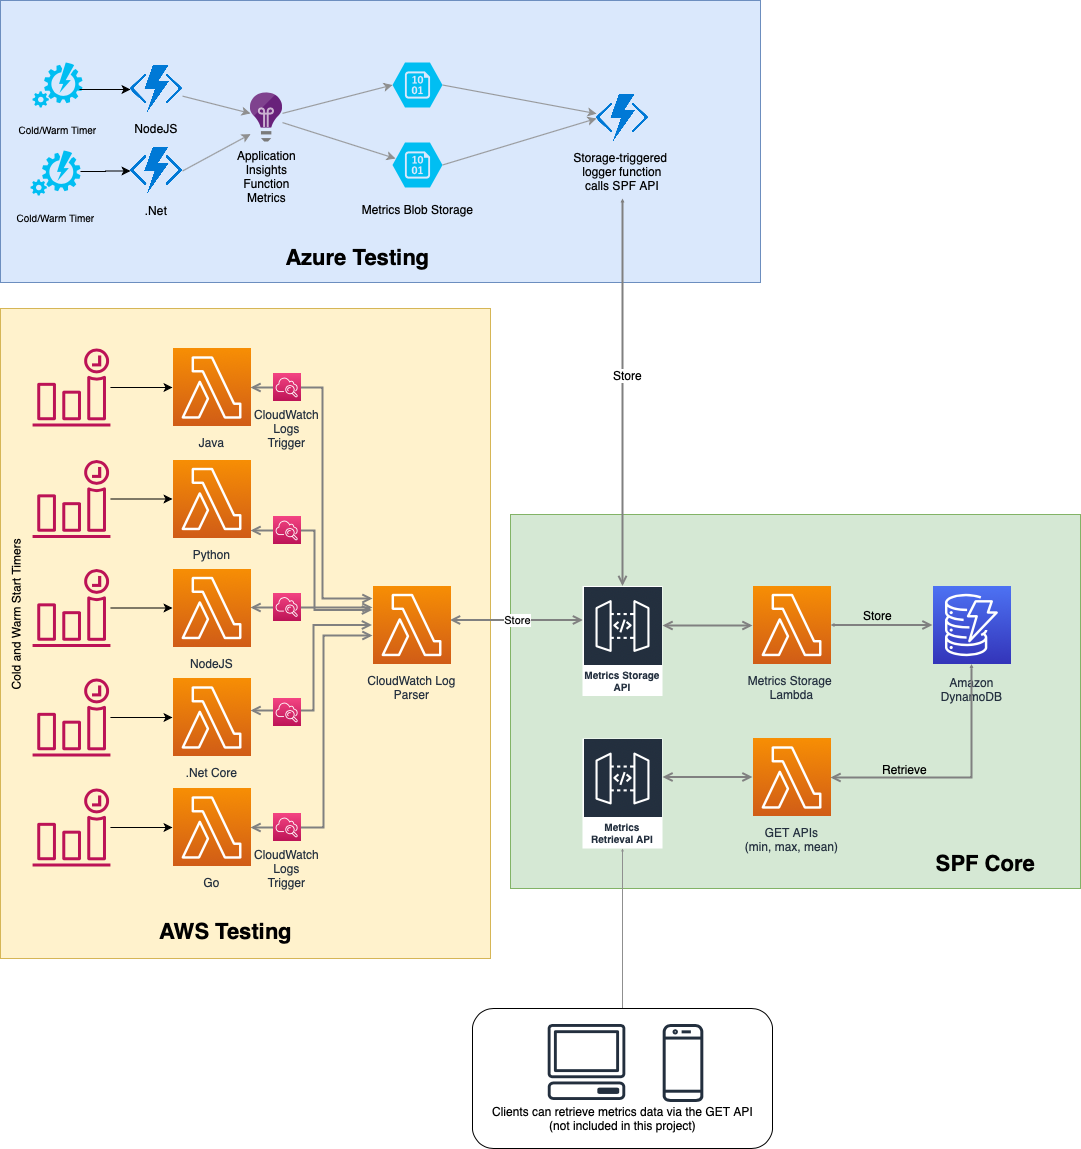 Cold/Warm Timer
NodeJS
Cold/Warm Timer
.Net
Application
Insights
Function
Metrics
10
01
10
01
Metrics Blob Storage
Storage-triggered
logger function
calls SPF API
Azure Testing
Store
Cold and Warm Start Timers
Java
CloudWatch
Logs
Trigger
Python
NodeJS
.Net Core
Go
CloudWatch
Logs
Trigger
CloudWatch Log
Parser
AWS Testing
Store
Metrics Storage
API
Metrics Storage
Lambda
Store
Amazon
DynamoDB
Metrics
Retrieval API
GET APIs
(min, max, mean)
Retrieve
SPF Core
Clients can retrieve metrics data via the GET API
(not included in this project)